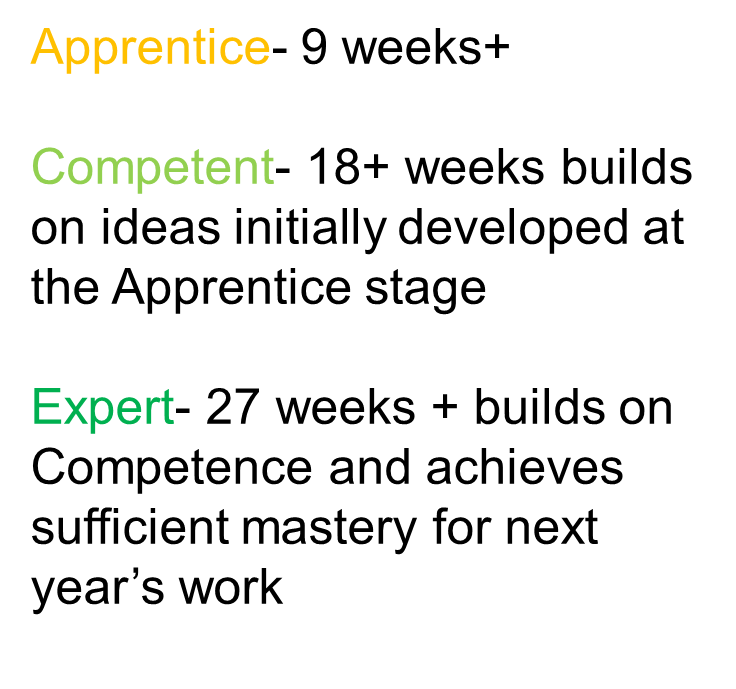 Apprentice- 9 weeks+
Competent- 18+ weeks builds
on ideas initially developed at
the Apprentice stage
Expert- 27 weeks + builds on
Competence and achieves
sufficient mastery for next
year’s work